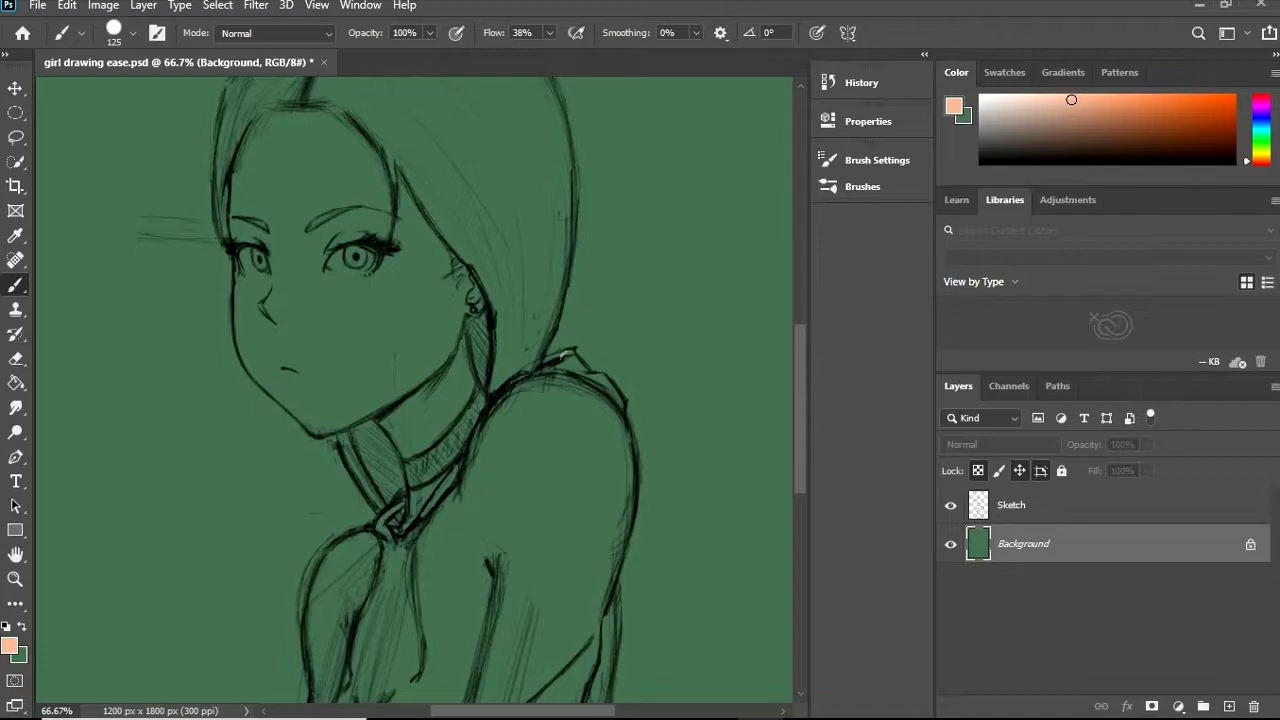 Ps File Edit Image Layer Type Select Filter 3D View Window Help
125 Mode: Normal Opacity: 100% Flow: 38% Smoothing: 0% 0°
girl drawing ease.psd @ 66.7% (Background, RGB/8#) *
History
Properties
Brush Settings
Brushes
Color Swatches Gradients Patterns
Learn Libraries Adjustments
View by Type
-- KB
Layers Channels Paths
Kind
Normal Opacity: 100%
Lock: Fill: 100%
Sketch
Background
66.67% 1200 px x 1800 px (300 ppi)
fx